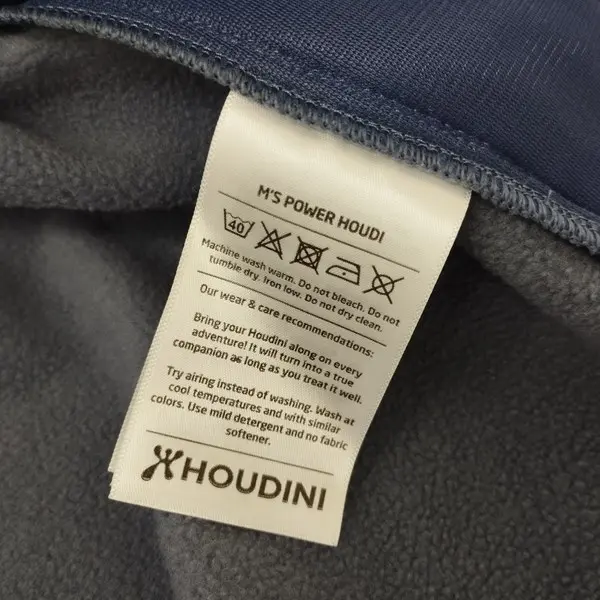 M'S POWER HOUDI
40
Machine wash warm. Do not bleach. Do not
tumble dry. Iron low. Do not dry clean.
Our wear & care recommendations:
Bring your Houdini along on every
adventure! It will turn into a true
companion as long as you treat it well.
Try airing instead of washing. Wash at
cool temperatures and with similar
colors. Use mild detergent and no fabric
softener.
HOUDINI